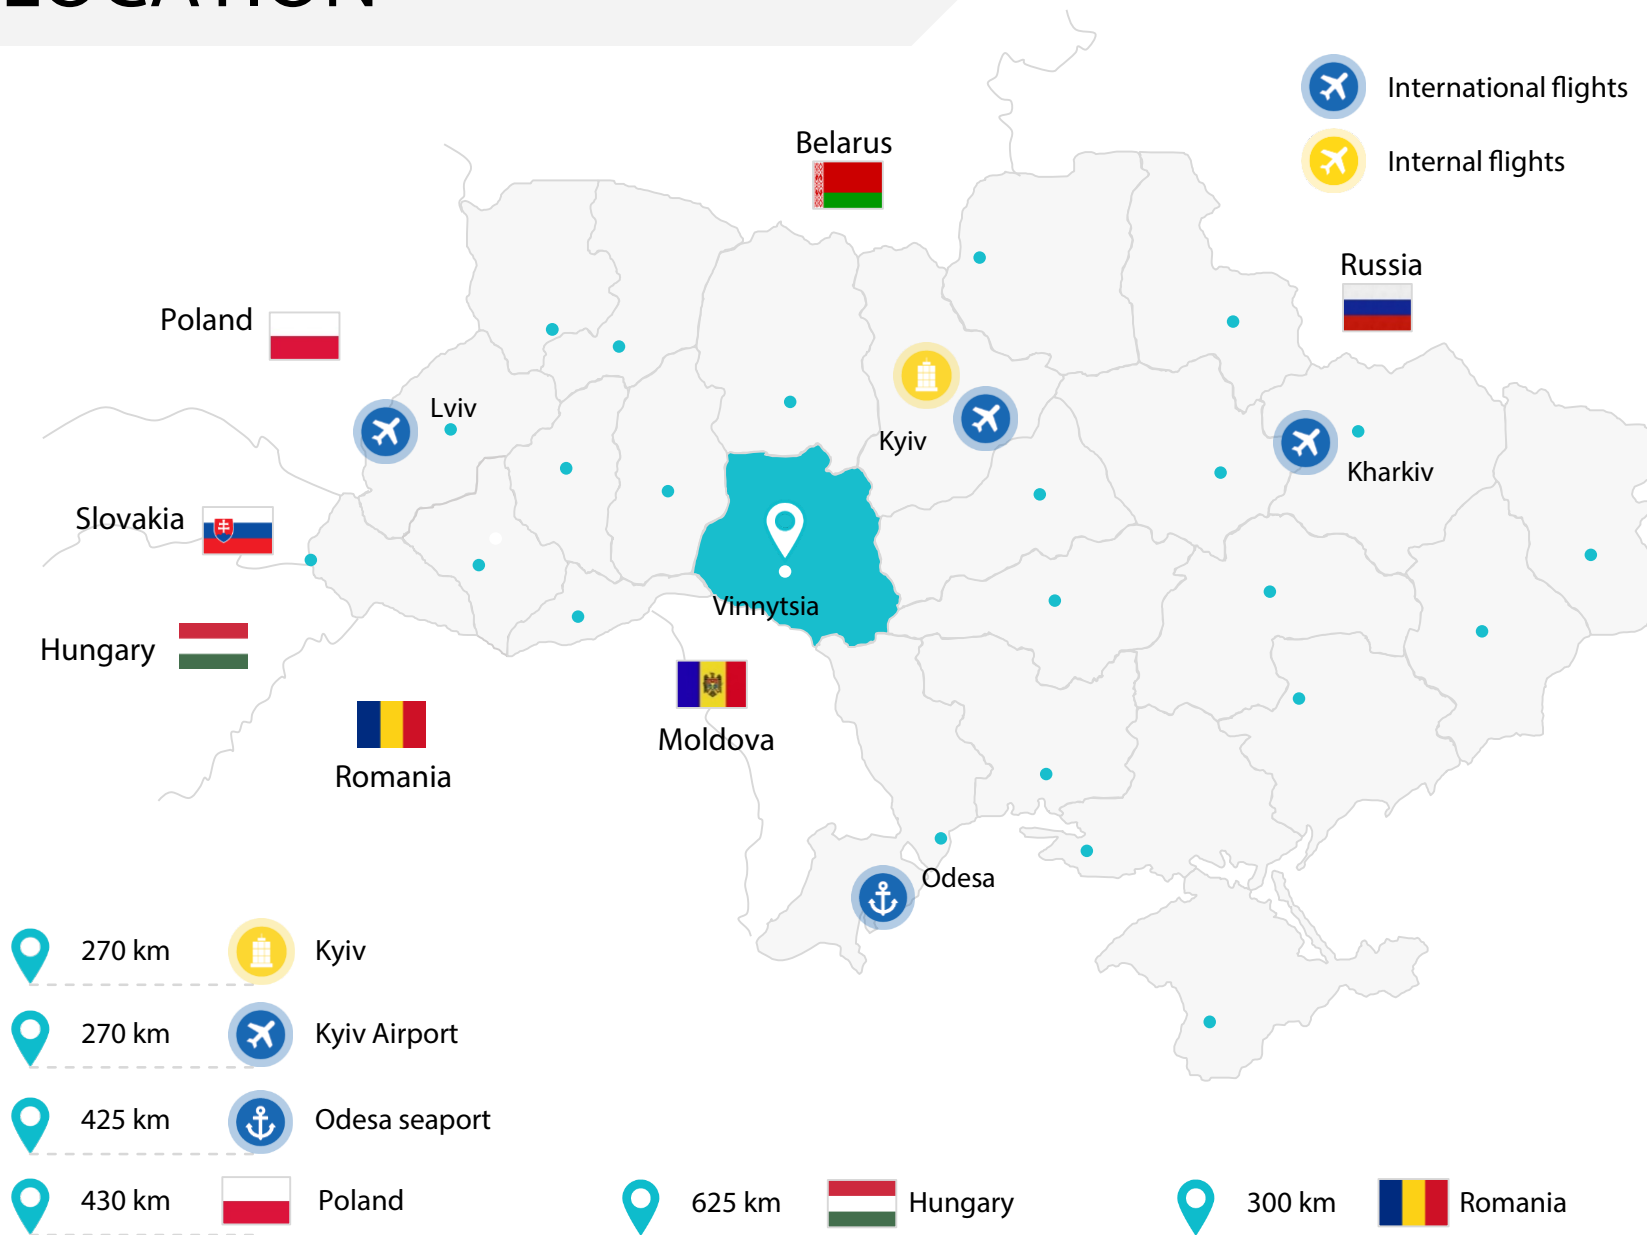 LOCATION
International flights
Internal flights
Belarus
Russia
Poland
Lviv
Kyiv
Kharkiv
Slovakia
Vinnytsia
Hungary
Moldova
Romania
Odesa
270 km Kyiv
270 km Kyiv Airport
425 km Odesa seaport
430 km Poland
625 km Hungary
300 km Romania